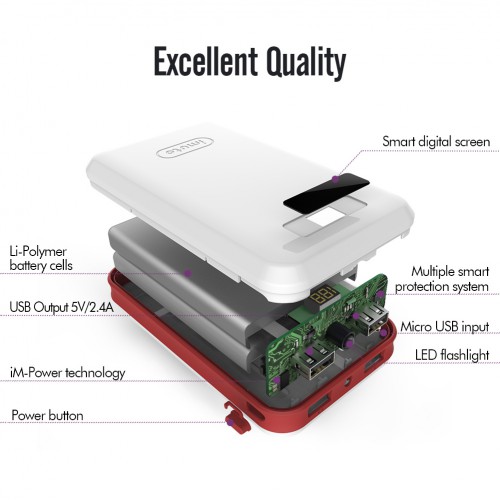 Excellent Quality
imuto
Smart digital screen
Li-Polymer
battery cells
Multiple smart
protection system
USB Output 5V/2.4A
Micro USB input
LED flashlight
iM-Power technology
Power button